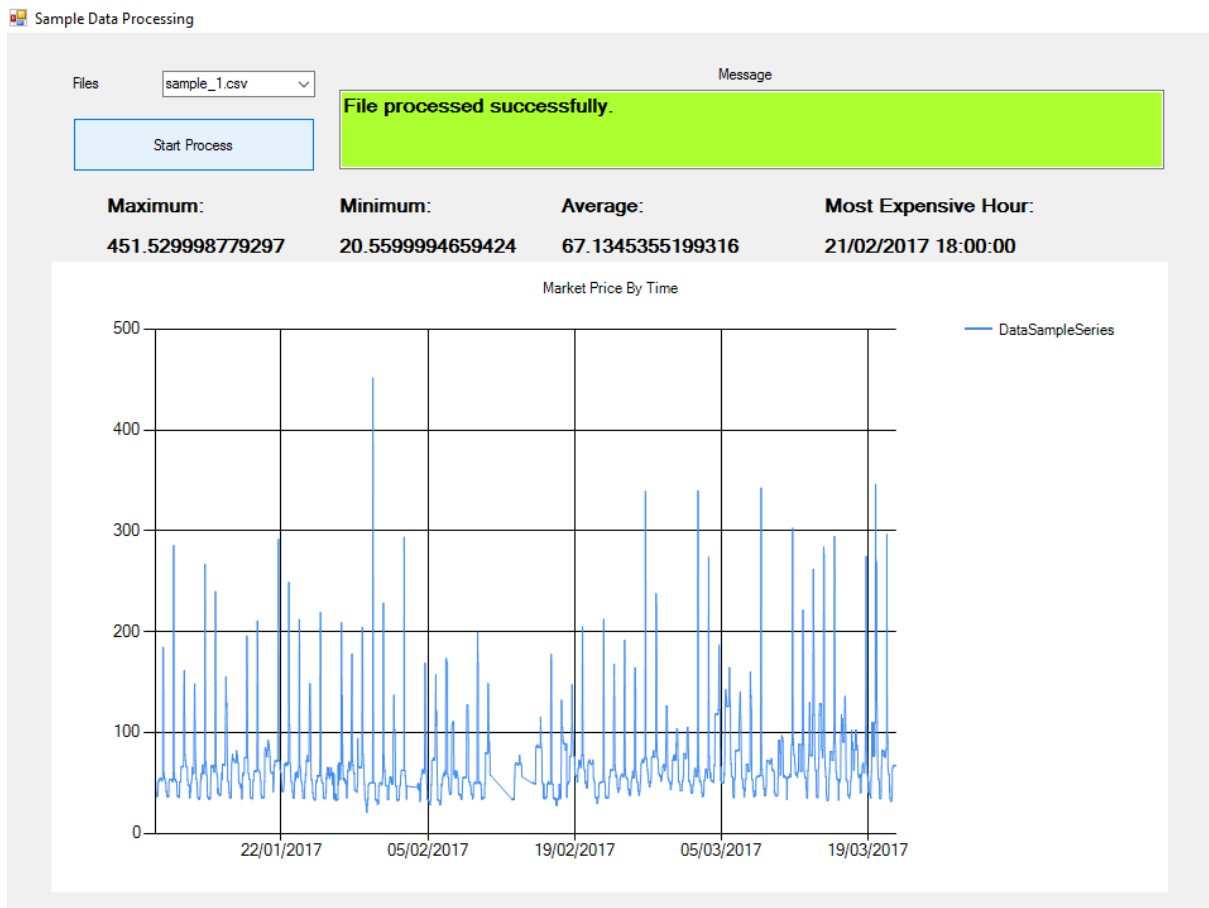 Sample Data Processing
Files
sample_1.csv
Message
File processed successfully.
Start Process
Maximum:
Minimum:
Average:
Most Expensive Hour:
451.529998779297
20.5599994659424
67.1345355199316
21/02/2017 18:00:00
Market Price By Time
DataSampleSeries
500
400
300
200
100
0
22/01/2017
05/02/2017
19/02/2017
05/03/2017
19/03/2017